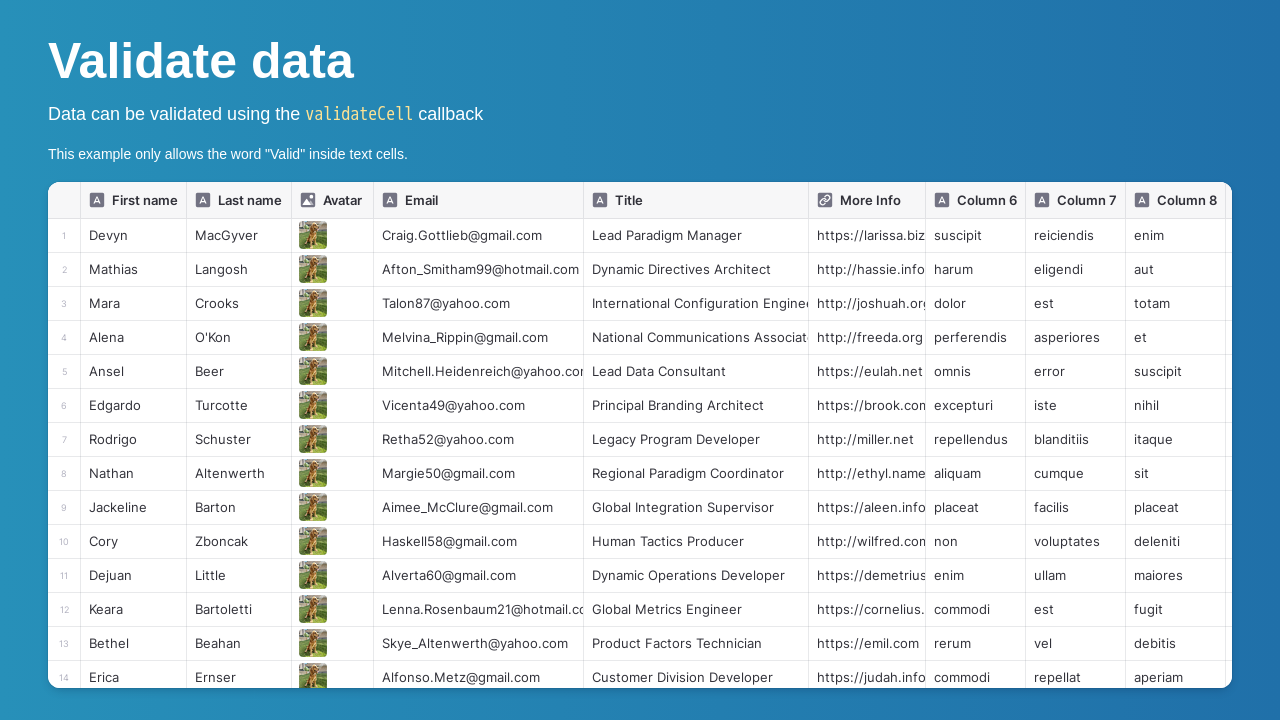 Validate data
Data can be validated using the validateCell callback
This example only allows the word "Valid" inside text cells.
First name Last name Avatar Email Title More Info Column 6 Column 7 Column 8
1 Devyn MacGyver Craig.Gottlieb@gmail.com Lead Paradigm Manager https://larissa.biz suscipit reiciendis enim
2 Mathias Langosh Afton_Smitham99@hotmail.com Dynamic Directives Architect http://hassie.info harum eligendi aut
3 Mara Crooks Talon87@yahoo.com International Configuration Enginee http://joshuah.org dolor est totam
4 Alena O'Kon Melvina_Rippin@gmail.com National Communications Associat http://freeda.org perferendis asperiores et
5 Ansel Beer Mitchell.Heidenreich@yahoo.com Lead Data Consultant https://eulah.net omnis error suscipit
6 Edgardo Turcotte Vicenta49@yahoo.com Principal Branding Architect https://brook.com excepturi iste nihil
7 Rodrigo Schuster Retha52@yahoo.com Legacy Program Developer http://miller.net repellendus blanditiis itaque
8 Nathan Altenwerth Margie50@gmail.com Regional Paradigm Coordinator http://ethyl.name aliquam cumque sit
9 Jackeline Barton Aimee_McClure@gmail.com Global Integration Supervisor https://aleen.info placeat facilis placeat
10 Cory Zboncak Haskell58@gmail.com Human Tactics Producer http://wilfred.com non voluptates deleniti
11 Dejuan Little Alverta60@gmail.com Dynamic Operations Developer https://demetrius enim ullam maiores
12 Keara Bartoletti Lenna.Rosenbaum21@hotmail.co Global Metrics Engineer https://cornelius. commodi est fugit
13 Bethel Beahan Skye_Altenwerth@yahoo.com Product Factors Technician https://emil.com rerum vel debitis
14 Erica Ernser Alfonso.Metz@gmail.com Customer Division Developer https://judah.info commodi repellat aperiam